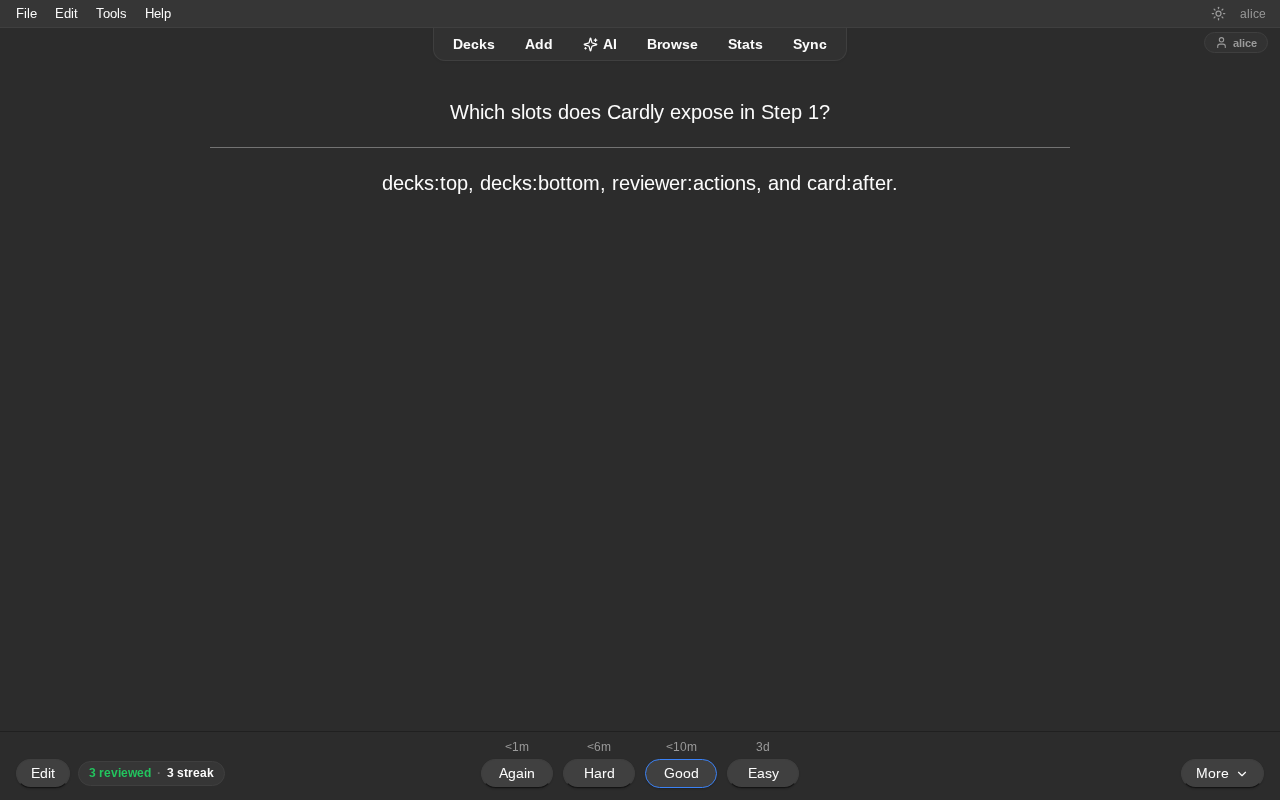 File Edit Tools Help alice
Decks Add AI Browse Stats Sync
alice
Which slots does Cardly expose in Step 1?
decks:top, decks:bottom, reviewer:actions, and card:after.
<1m <6m <10m 3d
Edit 3 reviewed · 3 streak Again Hard Good Easy More